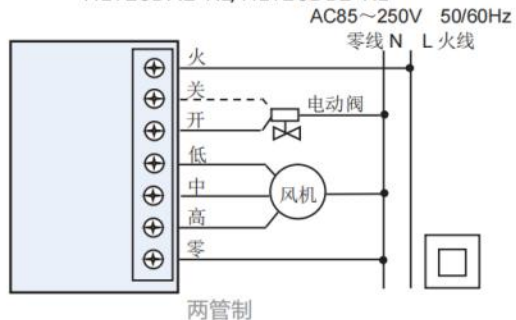 AC85～250V 50/60Hz
零线 N L 火线
火
关
开
电动阀
低
中
风机
高
零
两管制